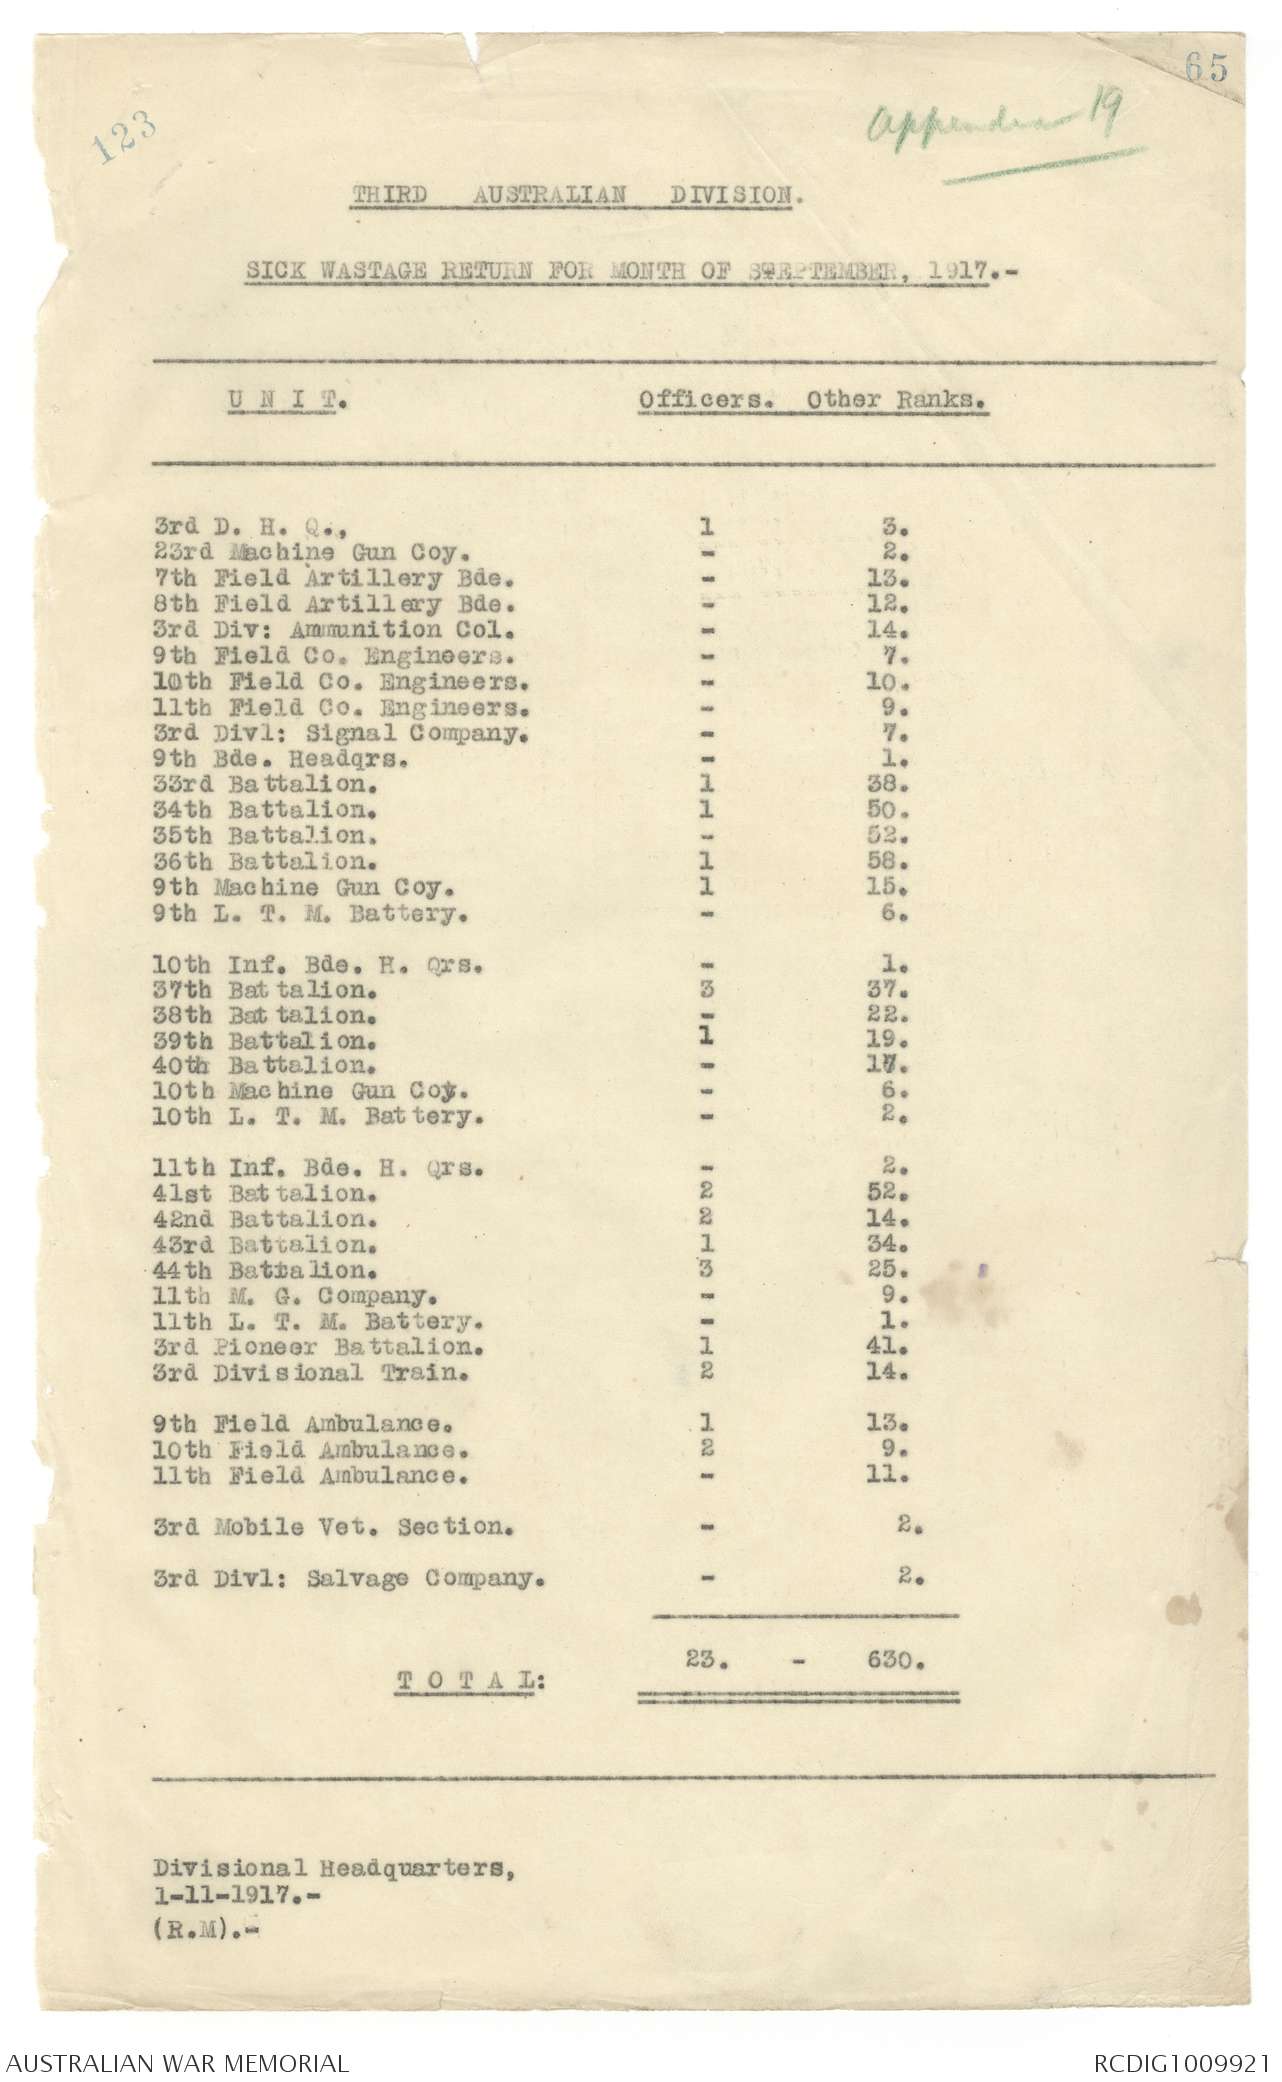 65
123
Appendix 19
THIRD AUSTRALIAN DIVISION.
SICK WASTAGE RETURN FOR MONTH OF SEPTEMBER, 1917.-
U N I T. Officers. Other Ranks.
3rd D. H. Q., 1 3.
23rd Machine Gun Coy. - 2.
7th Field Artillery Bde. - 13.
8th Field Artillery Bde. - 12.
3rd Div: Ammunition Col. - 14.
9th Field Co. Engineers. - 7.
10th Field Co. Engineers. - 10.
11th Field Co. Engineers. - 9.
3rd Divl: Signal Company. - 7.
9th Bde. Headqrs. - 1.
33rd Battalion. 1 38.
34th Battalion. 1 50.
35th Battalion. - 52.
36th Battalion. 1 58.
9th Machine Gun Coy. 1 15.
9th L. T. M. Battery. - 6.
10th Inf. Bde. H. Qrs. - 1.
37th Battalion. 3 37.
38th Battalion. - 22.
39th Battalion. 1 19.
40th Battalion. - 17.
10th Machine Gun Coy. - 6.
10th L. T. M. Battery. - 2.
11th Inf. Bde. H. Qrs. - 2.
41st Battalion. 2 52.
42nd Battalion. 2 14.
43rd Battalion. 1 34.
44th Battalion. 3 25.
11th M. G. Company. - 9.
11th L. T. M. Battery. - 1.
3rd Pioneer Battalion. 1 41.
3rd Divisional Train. 2 14.
9th Field Ambulance. 1 13.
10th Field Ambulance. 2 9.
11th Field Ambulance. - 11.
3rd Mobile Vet. Section. - 2.
3rd Divl: Salvage Company. - 2.
T O T A L: 23. - 630.
Divisional Headquarters,
1-11-1917.-
(R.M).-
AUSTRALIAN WAR MEMORIAL RCDIG1009921